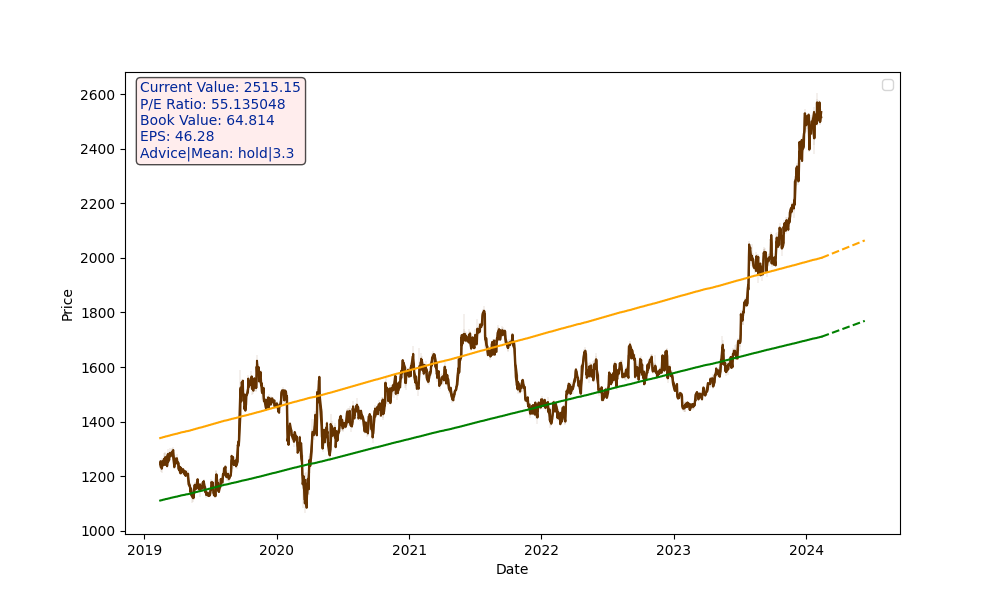 Current Value: 2515.15
P/E Ratio: 55.135048
Book Value: 64.814
EPS: 46.28
Advice|Mean: hold|3.3
2600
2400
2200
2000
1800
1600
1400
1200
1000
Price
2019 2020 2021 2022 2023 2024
Date